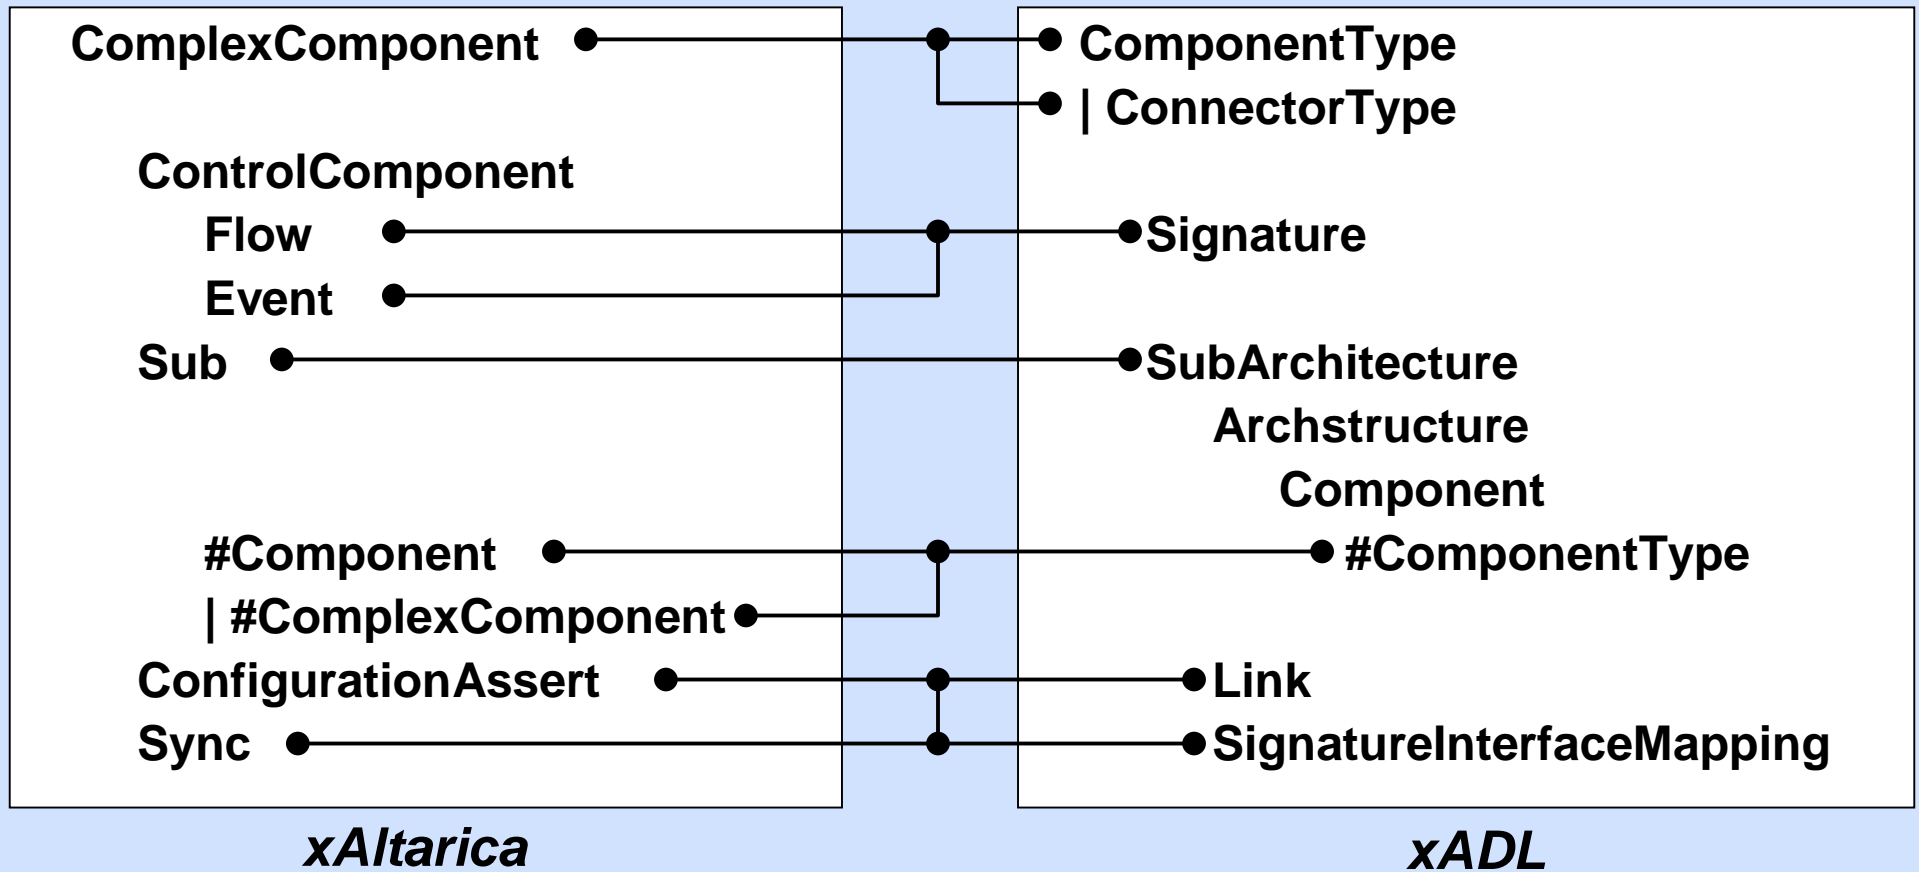 ComplexComponent
ControlComponent
Flow
Event
Sub
#Component
| #ComplexComponent
ConfigurationAssert
Sync
xAltarica
ComponentType
| ConnectorType
Signature
SubArchitecture
Archstructure
Component
#ComponentType
Link
SignatureInterfaceMapping
xADL